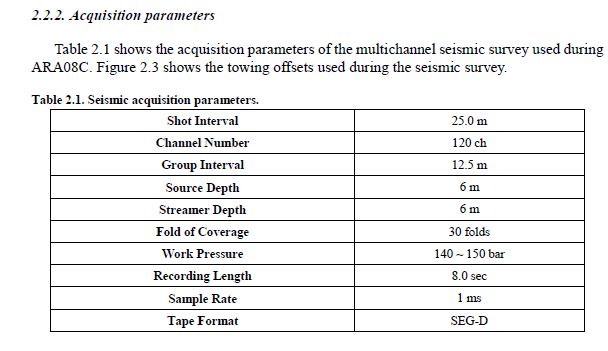 2.2.2. Acquisition parameters
Table 2.1 shows the acquisition parameters of the multichannel seismic survey used during
ARA08C. Figure 2.3 shows the towing offsets used during the seismic survey.
Table 2.1. Seismic acquisition parameters.
Shot Interval 25.0 m
Channel Number 120 ch
Group Interval 12.5 m
Source Depth 6 m
Streamer Depth 6 m
Fold of Coverage 30 folds
Work Pressure 140 ~ 150 bar
Recording Length 8.0 sec
Sample Rate 1 ms
Tape Format SEG-D